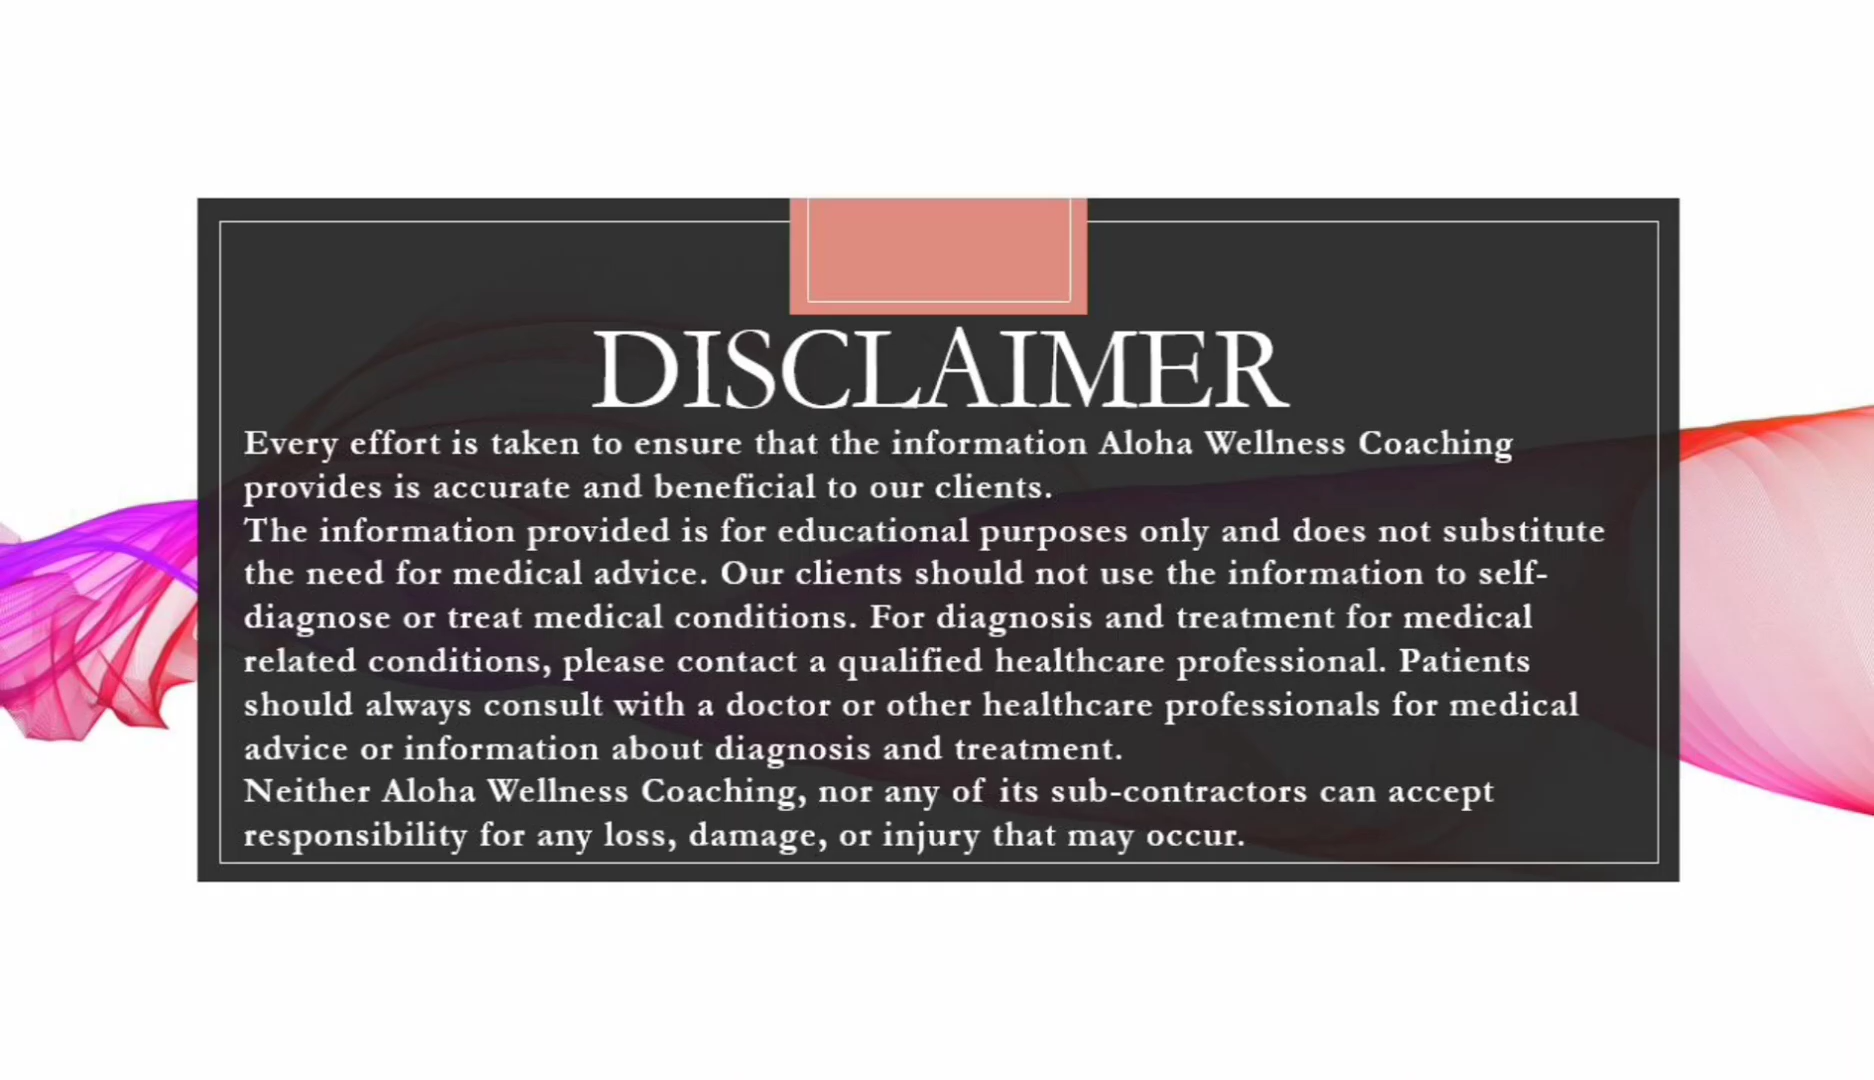 DISCLAIMER
Every effort is taken to ensure that the information Aloha Wellness Coaching
provides is accurate and beneficial to our clients.
The information provided is for educational purposes only and does not substitute
the need for medical advice. Our clients should not use the information to self-
diagnose or treat medical conditions. For diagnosis and treatment for medical
related conditions, please contact a qualified healthcare professional. Patients
should always consult with a doctor or other healthcare professionals for medical
advice or information about diagnosis and treatment.
Neither Aloha Wellness Coaching, nor any of its sub-contractors can accept
responsibility for any loss, damage, or injury that may occur.